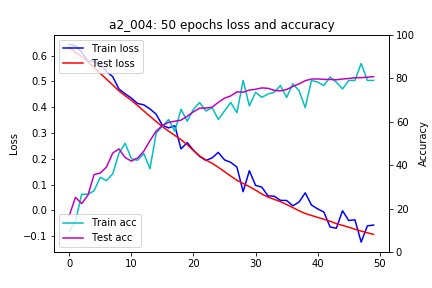 a2_004: 50 epochs loss and accuracy
Train loss
Test loss
Train acc
Test acc
Loss
0.6
0.5
0.4
0.3
0.2
0.1
0.0
−0.1
Accuracy
100
80
60
40
20
0
0 10 20 30 40 50